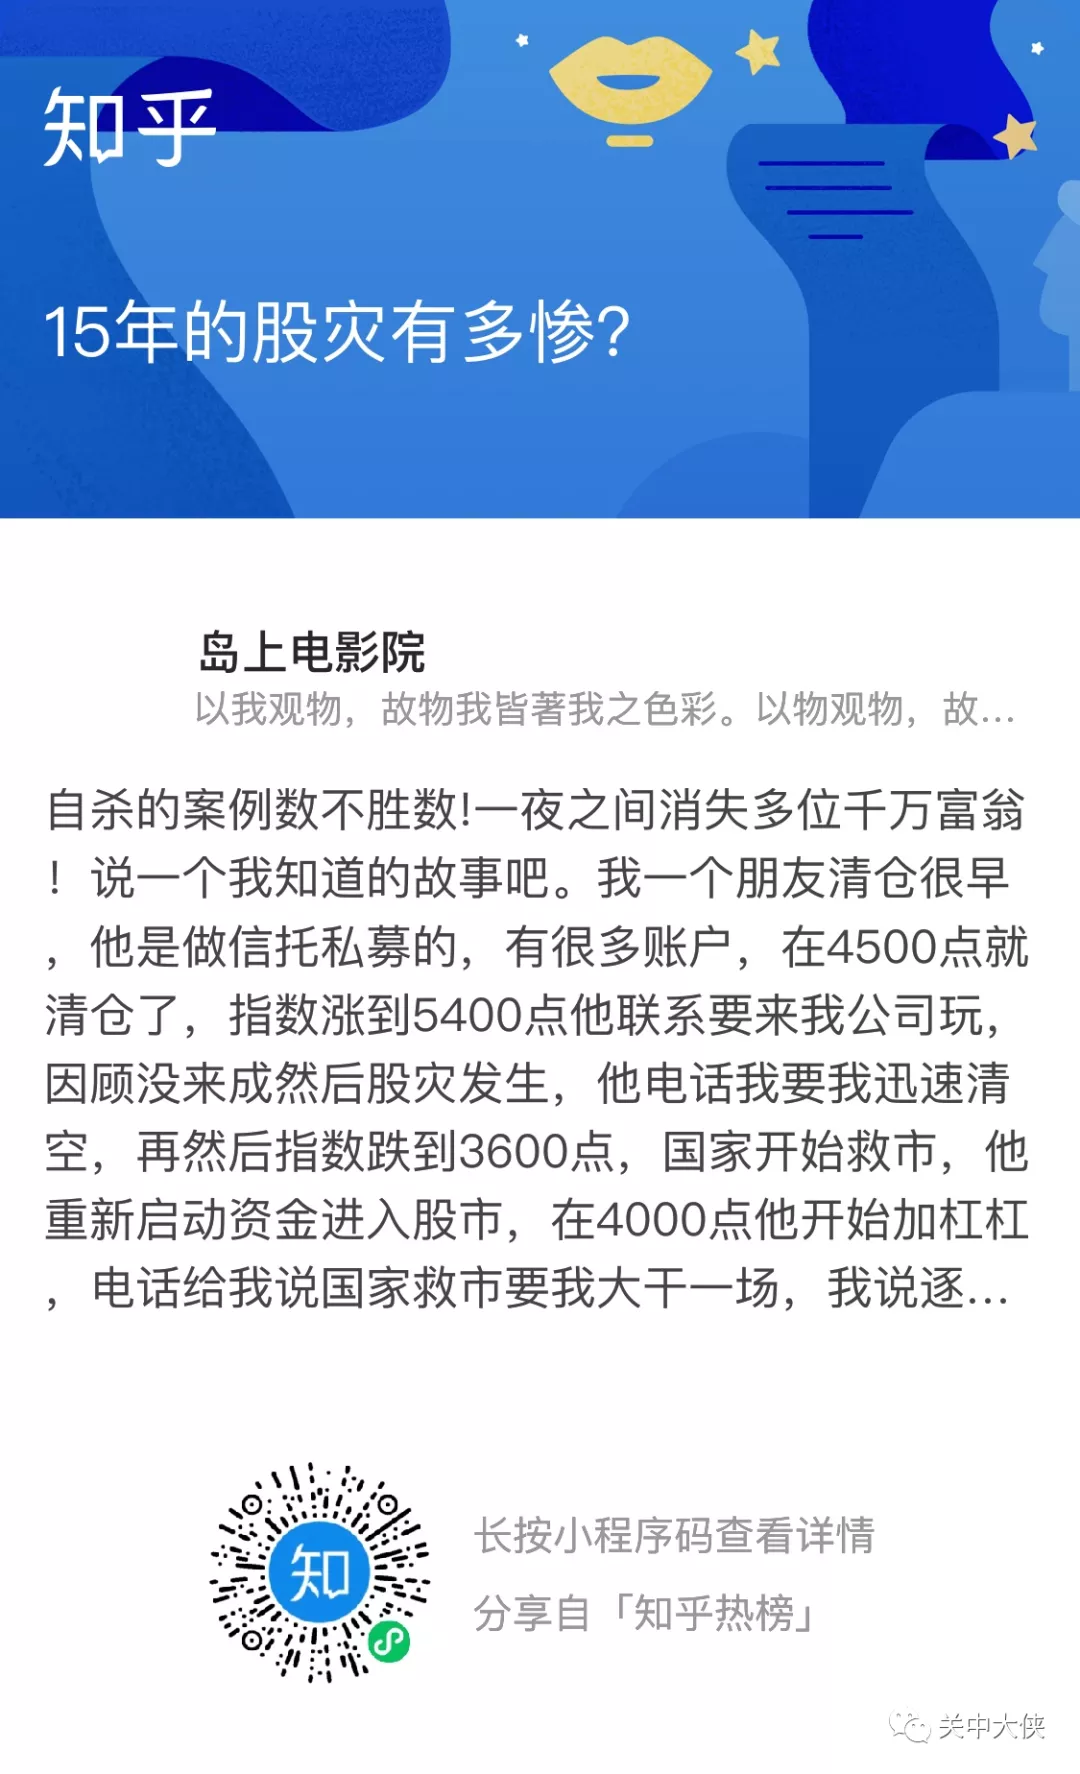 知乎
15年的股灾有多惨?
岛上电影院
以我观物，故物我皆著我之色彩。以物观物，故...
自杀的案例数不胜数!一夜之间消失多位千万富翁
！说一个我知道的故事吧。我一个朋友清仓很早
，他是做信托私募的，有很多账户，在4500点就
清仓了，指数涨到5400点他联系要来我公司玩，
因顾没来成然后股灾发生，他电话我要我迅速清
空，再然后指数跌到3600点，国家开始救市，他
重新启动资金进入股市，在4000点他开始加杠杠
，电话给我说国家救市要我大干一场，我说逐...
知
长按小程序码查看详情
分享自「知乎热榜」
关中大侠